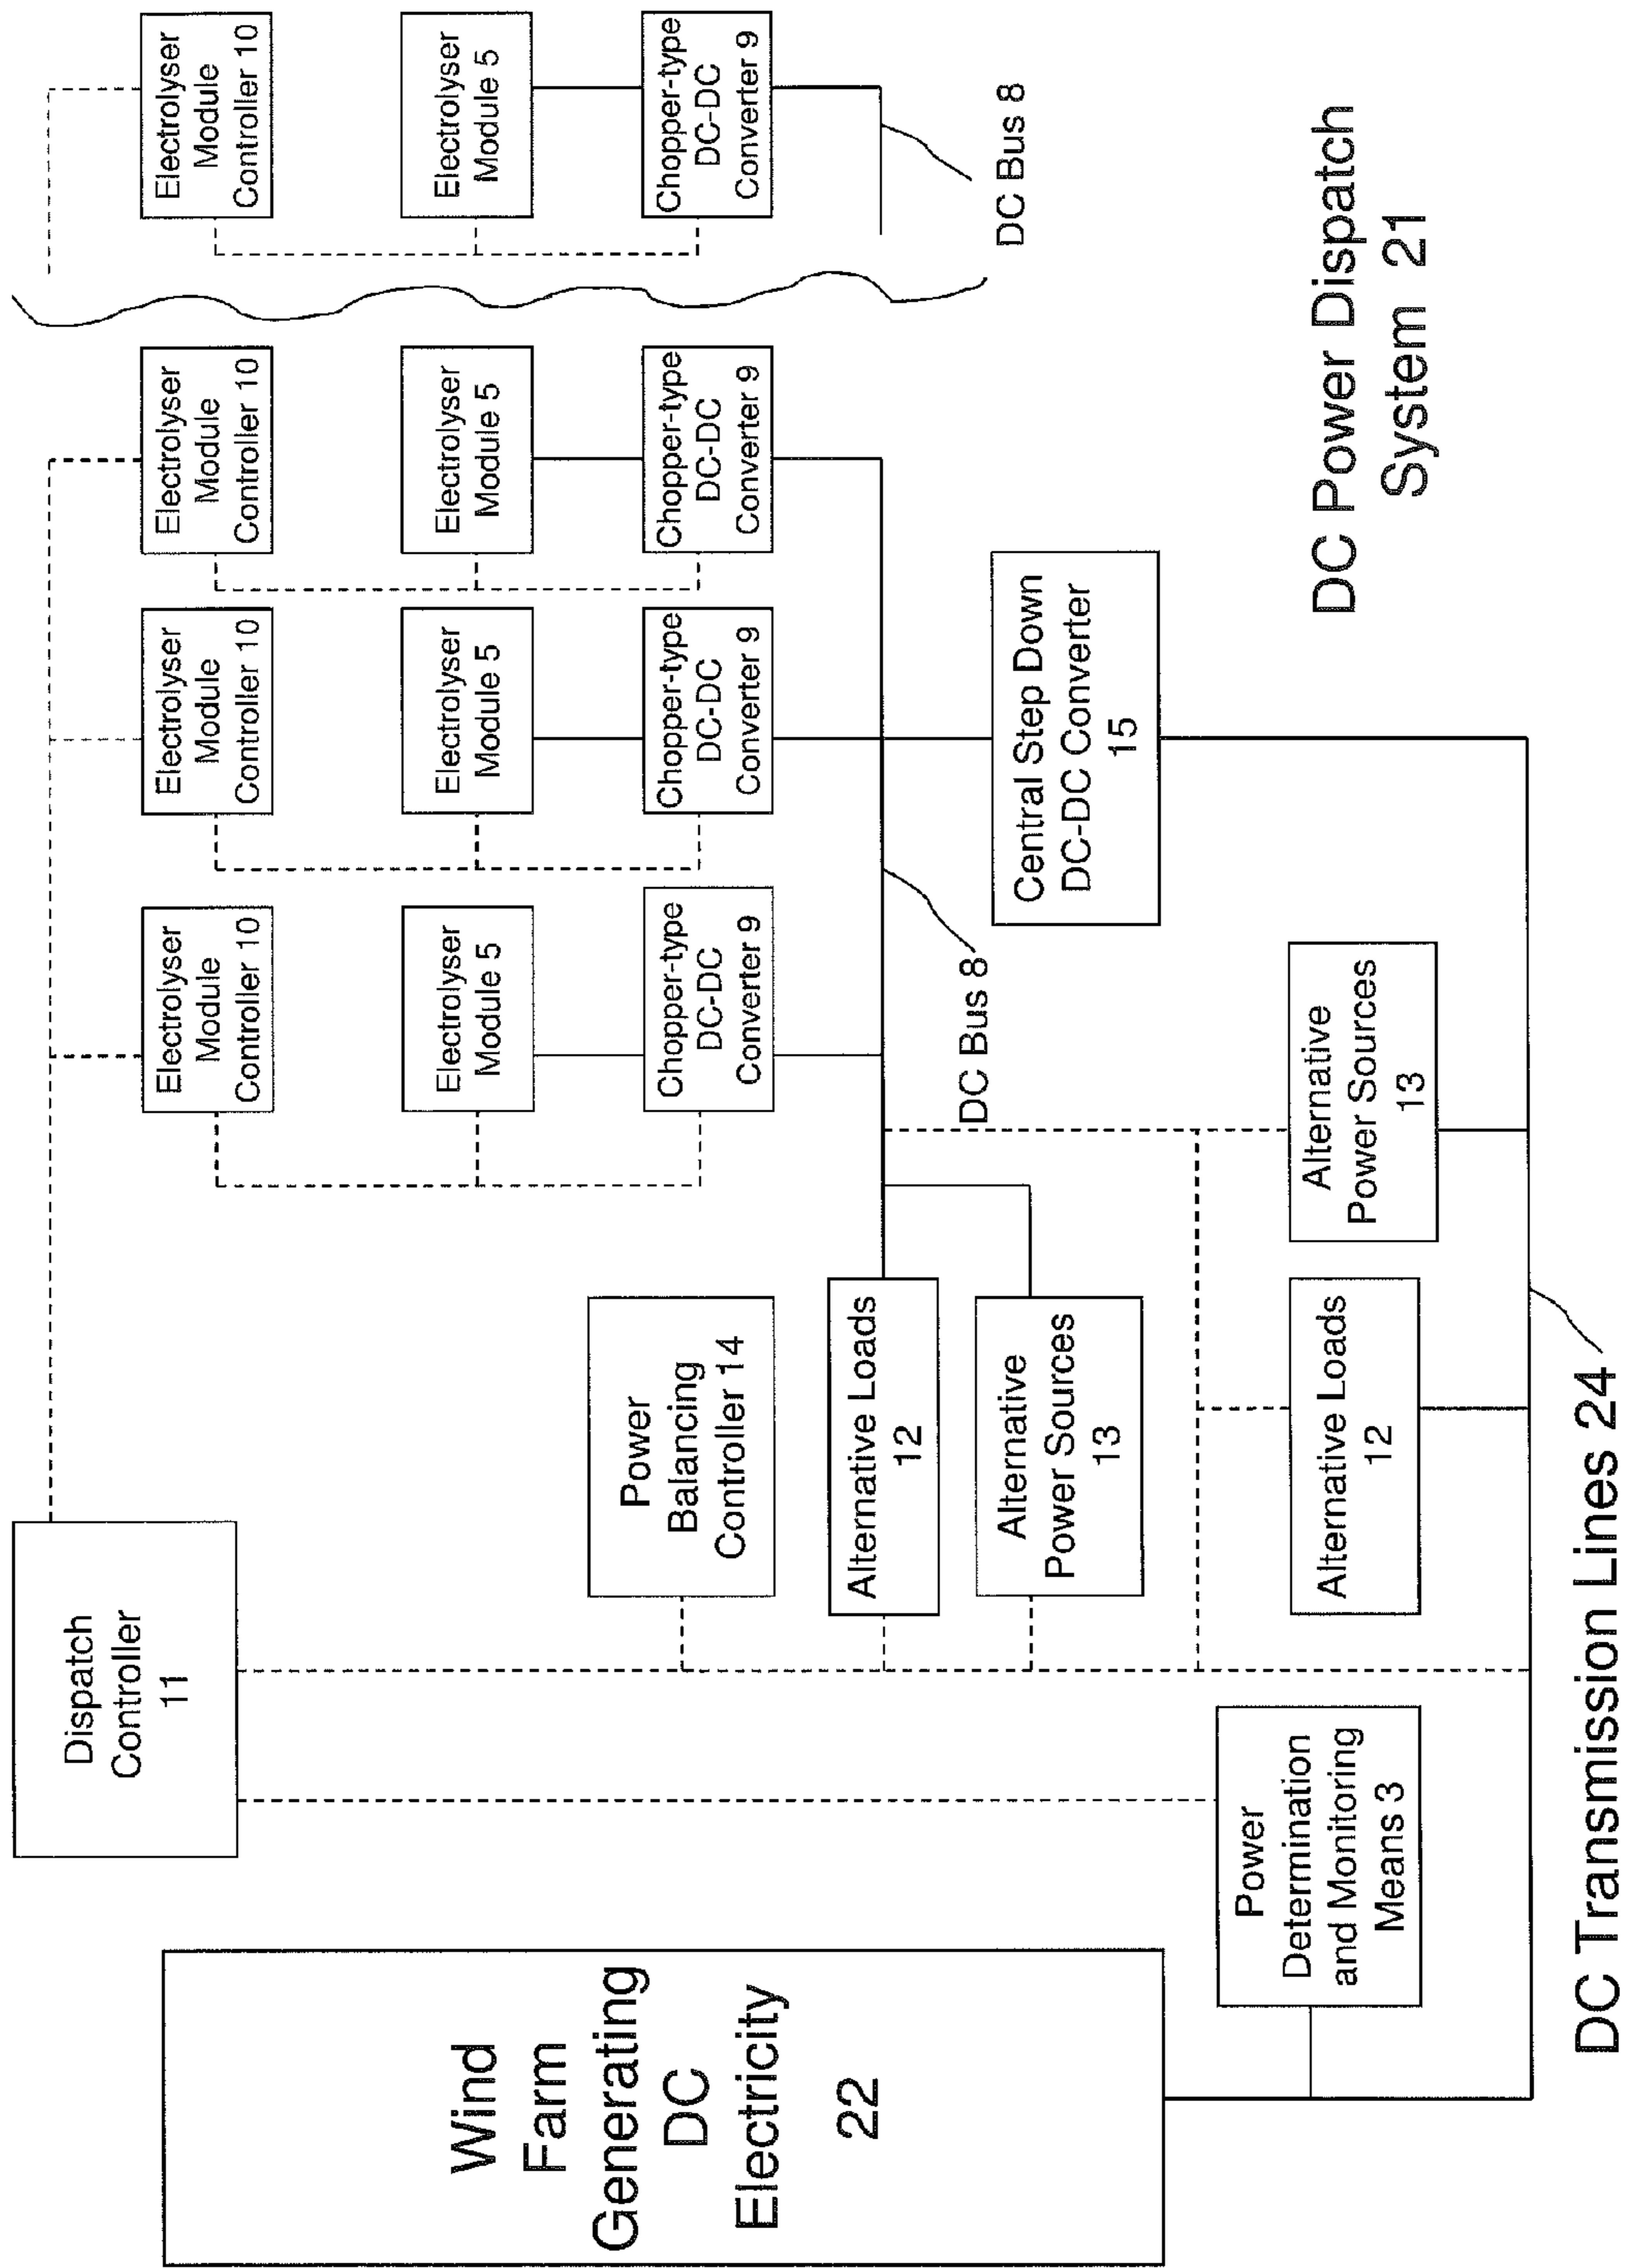 Wind
Farm
Generating
DC
Electricity
22
Dispatch
Controller
11
Power
Determination
and Monitoring
Means 3
Power
Balancing
Controller 14
Alternative Loads
12
Alternative
Power Sources
13
Alternative Loads
12
Alternative
Power Sources
13
Electrolyser
Module
Controller 10
Electrolyser
Module 5
Chopper-type
DC-DC
Converter 9
Electrolyser
Module
Controller 10
Electrolyser
Module 5
Chopper-type
DC-DC
Converter 9
Electrolyser
Module
Controller 10
Electrolyser
Module 5
Chopper-type
DC-DC
Converter 9
Electrolyser
Module
Controller 10
Electrolyser
Module 5
Chopper-type
DC-DC
Converter 9
DC Bus 8
DC Bus 8
Central Step Down
DC-DC Converter
15
DC Transmission Lines 24
DC Power Dispatch
System 21